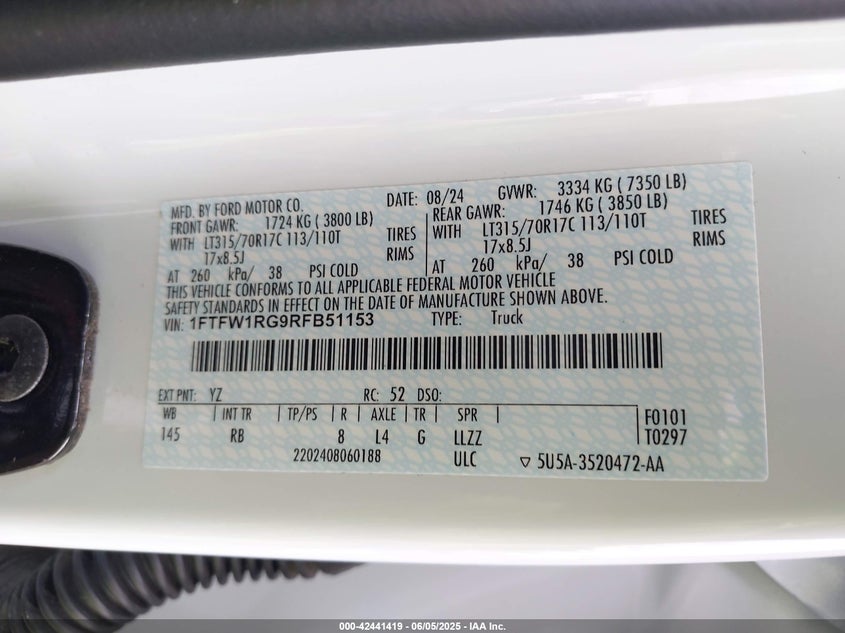 MFD. BY FORD MOTOR CO. DATE: 08/24 GVWR: 3334 KG ( 7350 LB)
FRONT GAWR: 1724 KG ( 3800 LB) REAR GAWR: 1746 KG ( 3850 LB)
WITH LT315/70R17C 113/110T TIRES WITH LT315/70R17C 113/110T TIRES
17x8.5J RIMS 17x8.5J RIMS
AT 260 kPa/ 38 PSI COLD AT 260 kPa/ 38 PSI COLD
THIS VEHICLE CONFORMS TO ALL APPLICABLE FEDERAL MOTOR VEHICLE
SAFETY STANDARDS IN EFFECT ON THE DATE OF MANUFACTURE SHOWN ABOVE.
VIN: 1FTFW1RG9RFB51153 TYPE: Truck
EXT PNT: YZ RC: 52 DSO:
WB INT TR TP/PS R AXLE TR SPR F0101
145 RB 8 L4 G LLZZ T0297
2202408060188 ULC ▽ 5U5A-3520472-AA
000-42441419 - 06/05/2025 - IAA Inc.